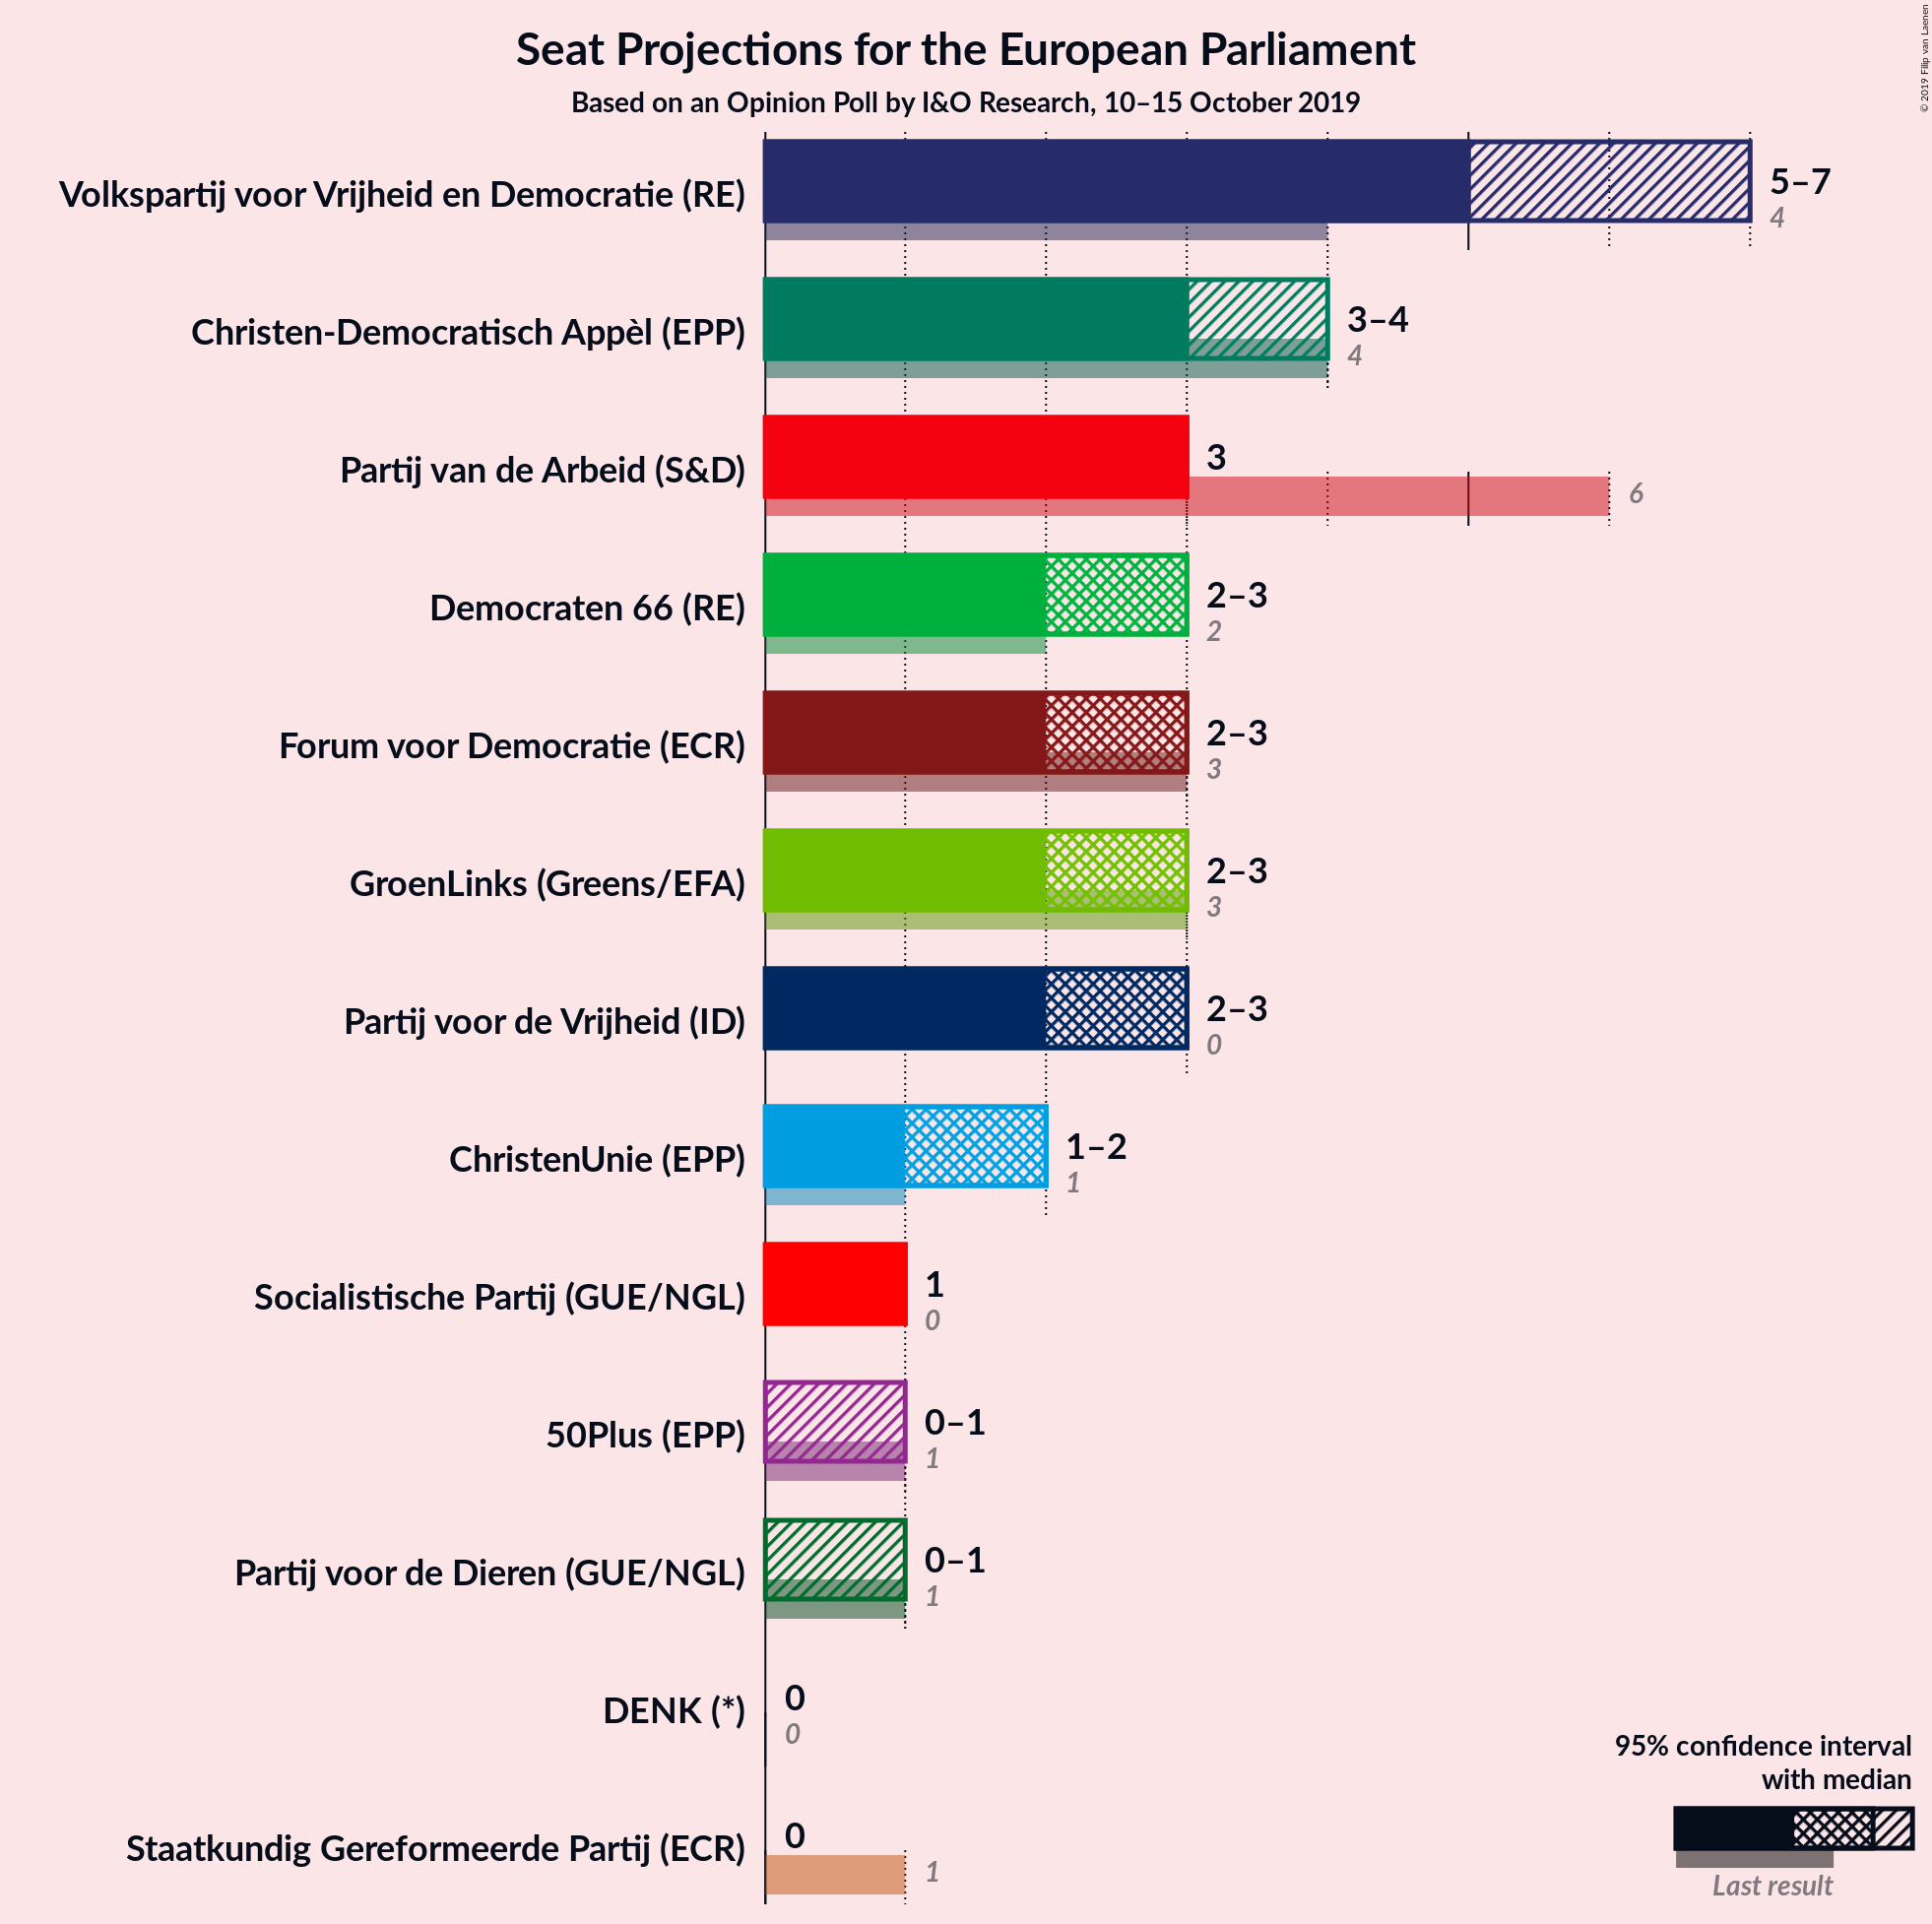 Seat Projections for the European Parliament
Based on an Opinion Poll by I&O Research, 10–15 October 2019
© 2019 Filip van Laenen
Volkspartij voor Vrijheid en Democratie (RE)
5–7
4
Christen-Democratisch Appèl (EPP)
3–4
4
Partij van de Arbeid (S&D)
3
6
Democraten 66 (RE)
2–3
2
Forum voor Democratie (ECR)
2–3
3
GroenLinks (Greens/EFA)
2–3
3
Partij voor de Vrijheid (ID)
2–3
0
ChristenUnie (EPP)
1–2
1
Socialistische Partij (GUE/NGL)
1
0
50Plus (EPP)
0–1
1
Partij voor de Dieren (GUE/NGL)
0–1
1
DENK (*)
0
0
Staatkundig Gereformeerde Partij (ECR)
0
1
95% confidence interval
with median
Last result